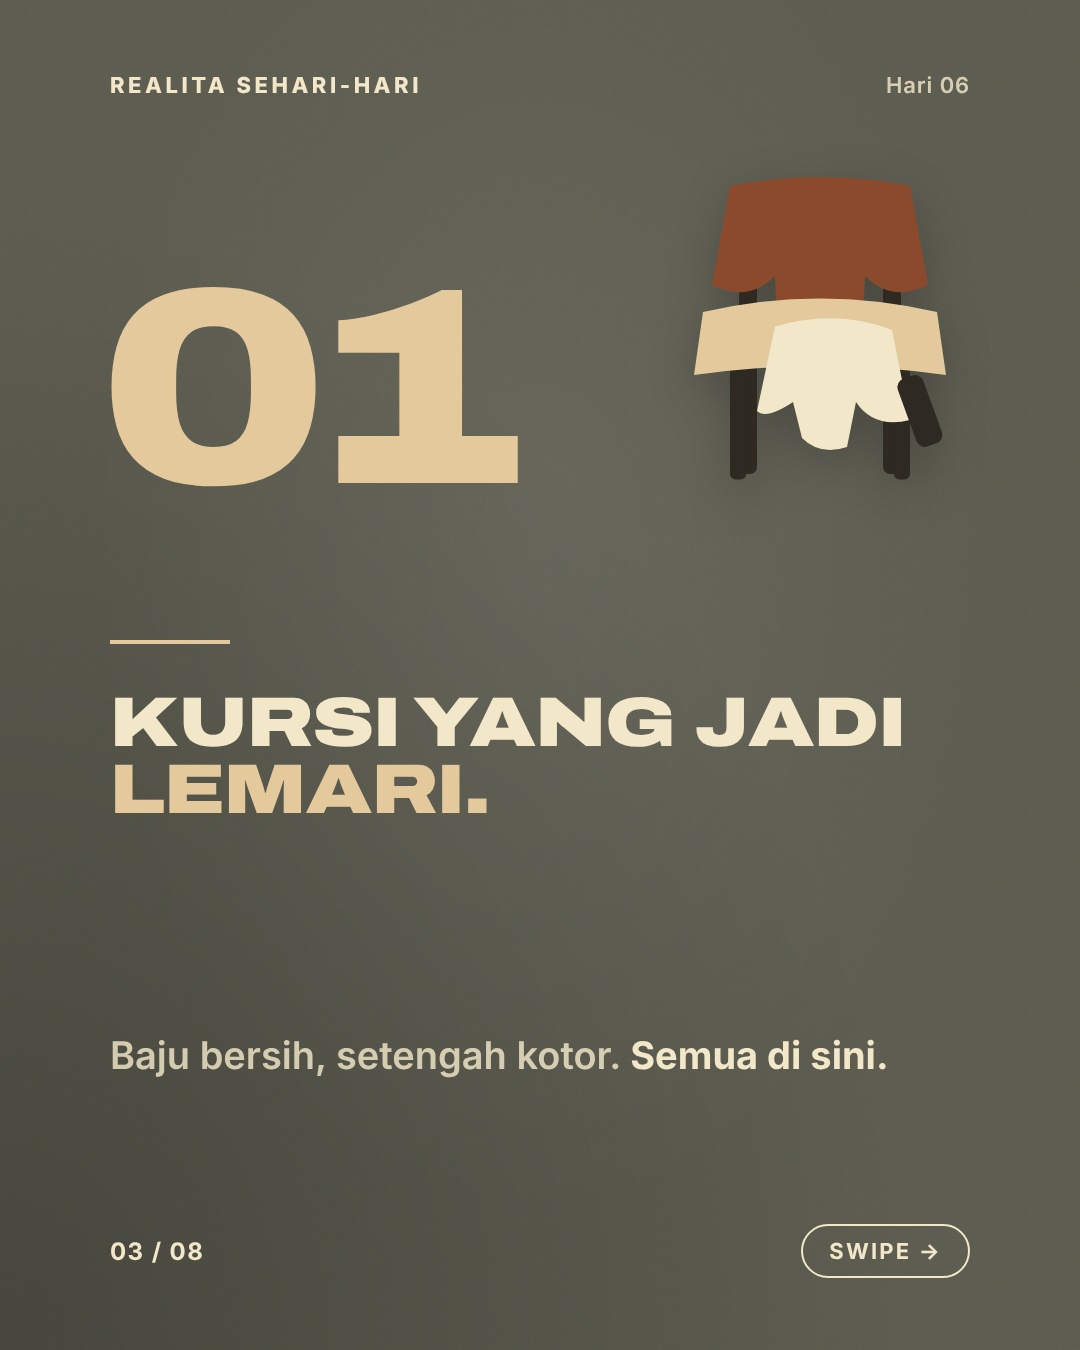 REALITA SEHARI-HARI
Hari 06
01
KURSI YANG JADI
LEMARI.
Baju bersih, setengah kotor. Semua di sini.
03 / 08
SWIPE →